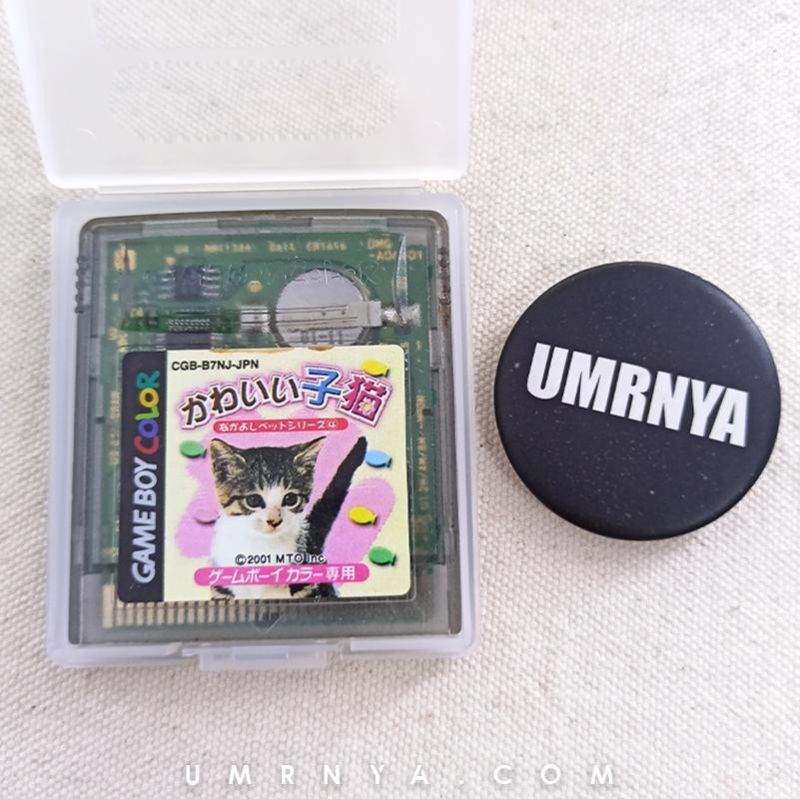 CGB-B7NJ-JPN
かわいい子猫
なかよしペットシリーズ④
GAME BOY COLOR
©2001 MTO Inc.
ゲームボーイカラー専用
UMRNYA
UMRNYA.COM